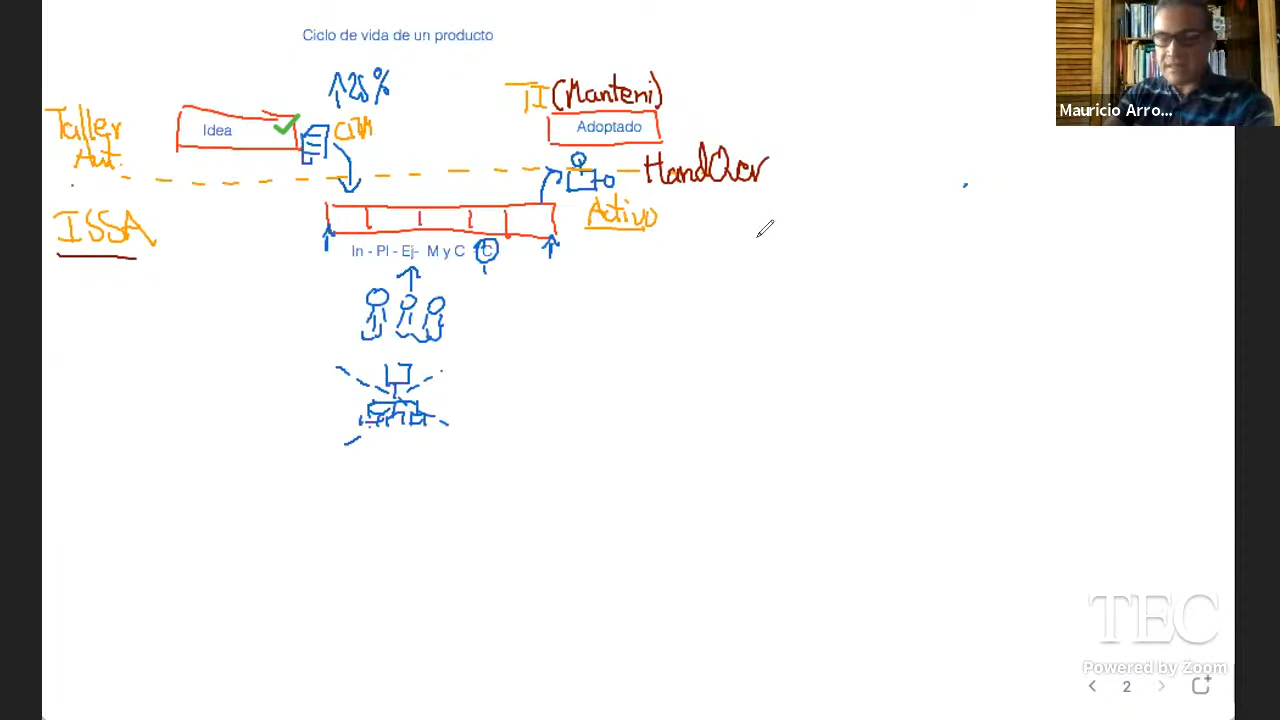 Ciclo de vida de un producto
↑25%
TI (Manteni)
Taller
Aut.
Idea
Adoptado
HandOver
ISSA
Activo
In - Pl - Ej- M y C - C
Mauricio Arro...
TEC
Powered by Zoom
2